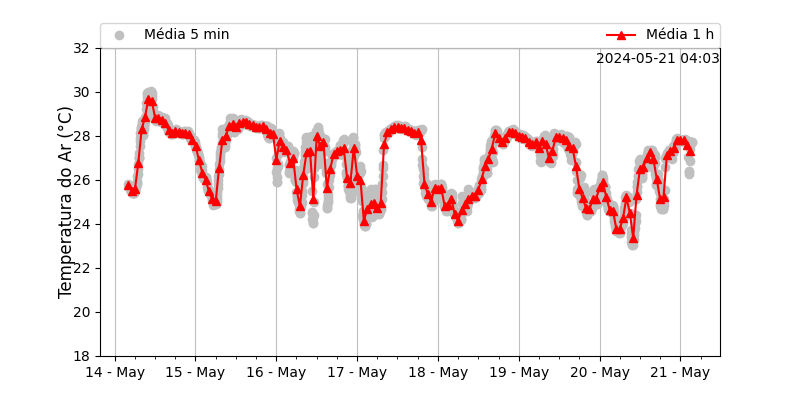 Média 5 min
Média 1 h
2024-05-21 04:03
Temperatura do Ar (°C)
32
30
28
26
24
22
20
18
14 - May
15 - May
16 - May
17 - May
18 - May
19 - May
20 - May
21 - May